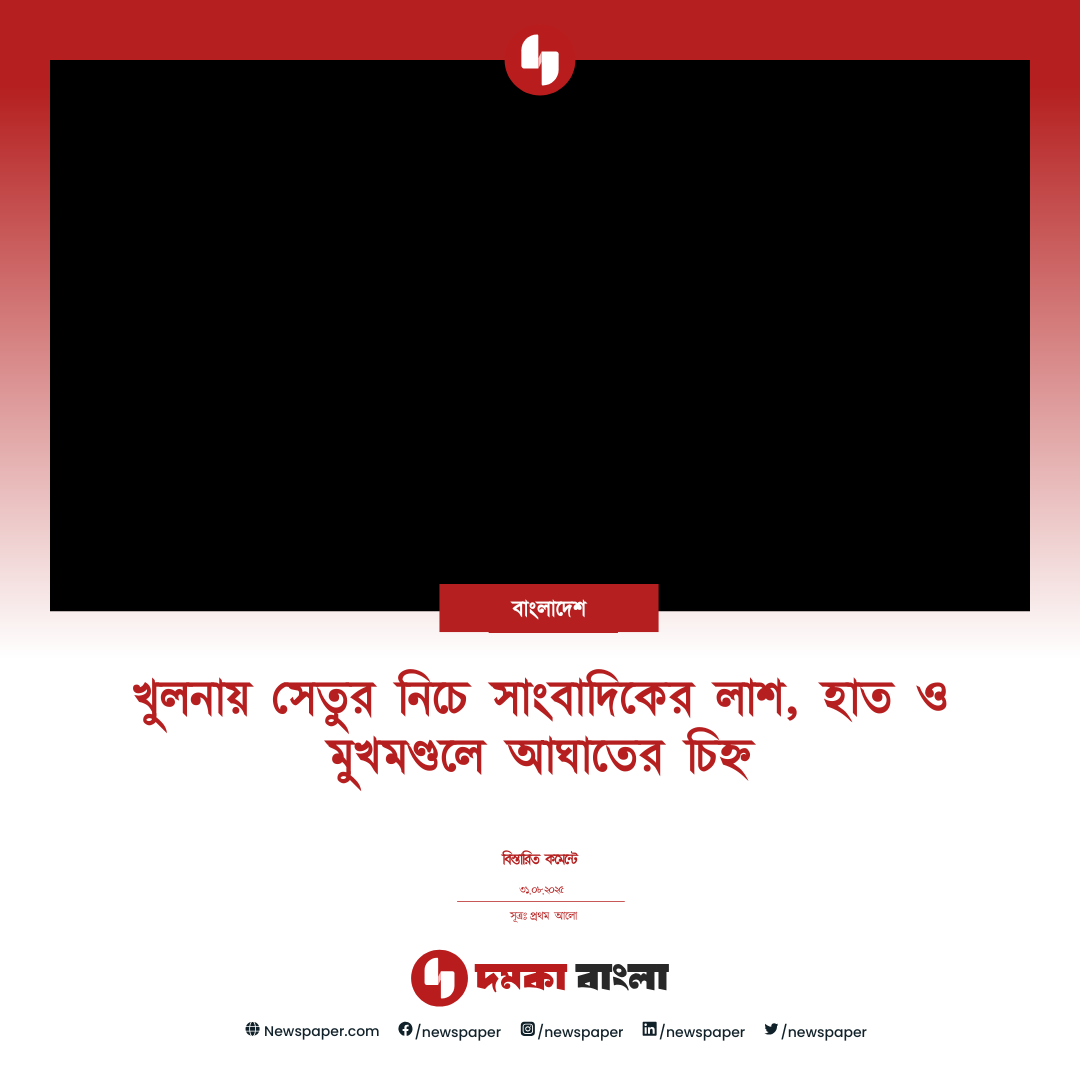 বাংলাদেশ
খুলনায় সেতুর নিচে সাংবাদিকের লাশ, হাত ও
মুখমণ্ডলে আঘাতের চিহ্ন
বিস্তারিত কমেন্টে
৩১.০৮.২০২৫
সূত্রঃ প্রথম আলো
দমকা বাংলা
Newspaper.com /newspaper /newspaper /newspaper /newspaper